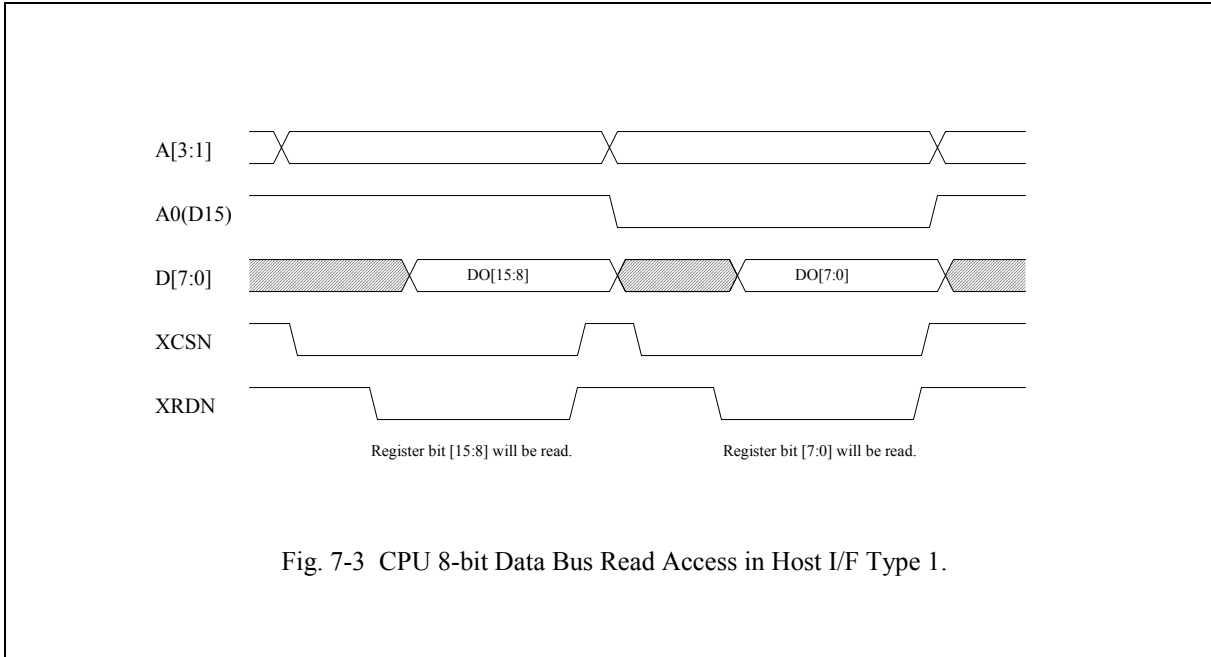 A[3:1]
A0(D15)
D[7:0] DO[15:8] DO[7:0]
XCSN
XRDN
Register bit [15:8] will be read. Register bit [7:0] will be read.
Fig. 7-3 CPU 8-bit Data Bus Read Access in Host I/F Type 1.